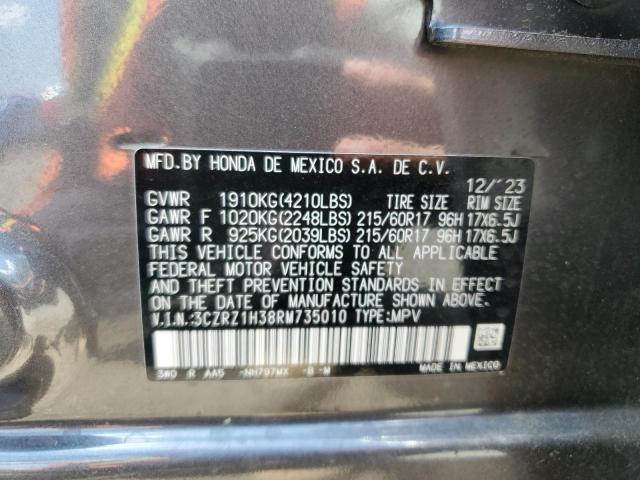 MFD.BY HONDA DE MEXICO S.A. DE C.V.
12/'23
GVWR 1910KG(4210LBS) TIRE SIZE RIM SIZE
GAWR F 1020KG(2248LBS) 215/60R17 96H 17X6.5J
GAWR R 925KG(2039LBS) 215/60R17 96H 17X6.5J
THIS VEHICLE CONFORMS TO ALL APPLICABLE
FEDERAL MOTOR VEHICLE SAFETY
AND THEFT PREVENTION STANDARDS IN EFFECT
ON THE DATE OF MANUFACTURE SHOWN ABOVE.
V.I.N.:3CZRZ1H38RM735010 TYPE:MPV
3W0 R AA5 -NH797MX -B -M MADE IN MEXICO